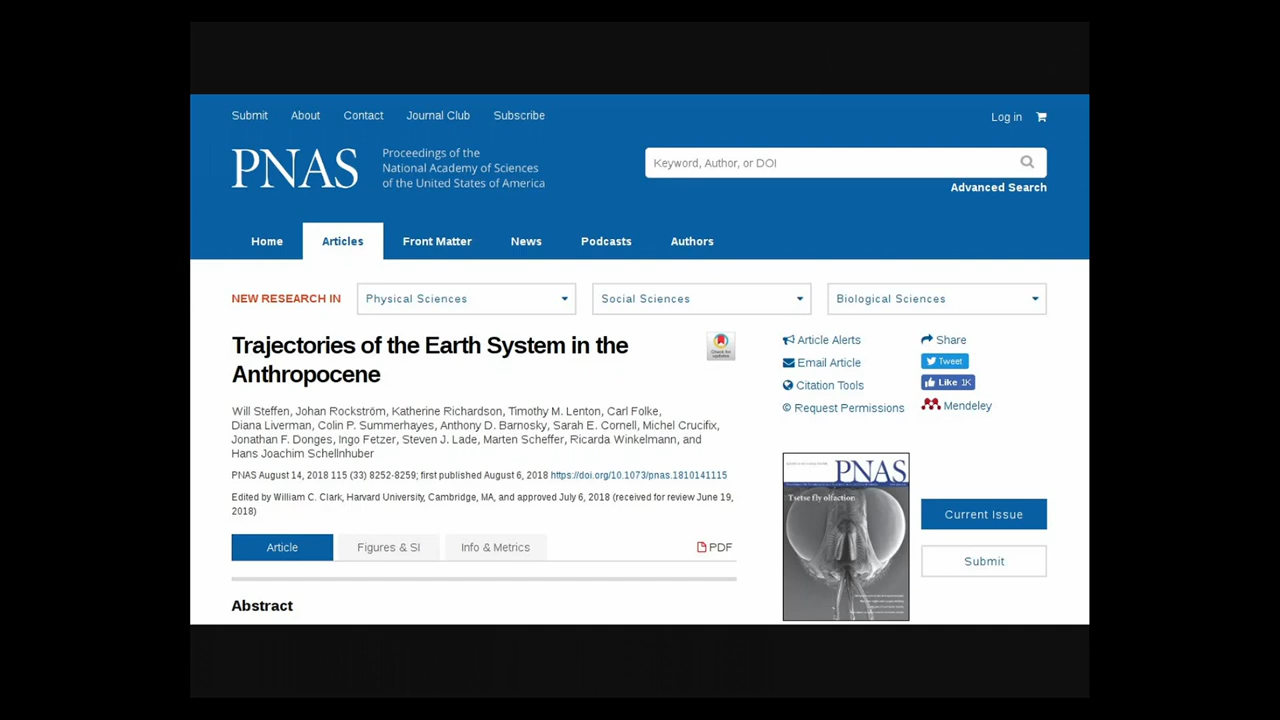 Submit About Contact Journal Club Subscribe Log in
PNAS
Proceedings of the
National Academy of Sciences
of the United States of America
Keyword, Author, or DOI
Advanced Search
Home Articles Front Matter News Podcasts Authors
NEW RESEARCH IN Physical Sciences Social Sciences Biological Sciences
Trajectories of the Earth System in the
Anthropocene
Check for
updates
Will Steffen, Johan Rockström, Katherine Richardson, Timothy M. Lenton, Carl Folke,
Diana Liverman, Colin P. Summerhayes, Anthony D. Barnosky, Sarah E. Cornell, Michel Crucifix,
Jonathan F. Donges, Ingo Fetzer, Steven J. Lade, Marten Scheffer, Ricarda Winkelmann, and
Hans Joachim Schellnhuber
PNAS August 14, 2018 115 (33) 8252-8259; first published August 6, 2018 https://doi.org/10.1073/pnas.1810141115
Edited by William C. Clark, Harvard University, Cambridge, MA, and approved July 6, 2018 (received for review June 19,
2018)
Article Figures & SI Info & Metrics PDF
Abstract
Article Alerts
Email Article
Citation Tools
© Request Permissions
Share
Tweet
Like 1K
Mendeley
PNAS
Tsetse fly olfaction
Current Issue
Submit